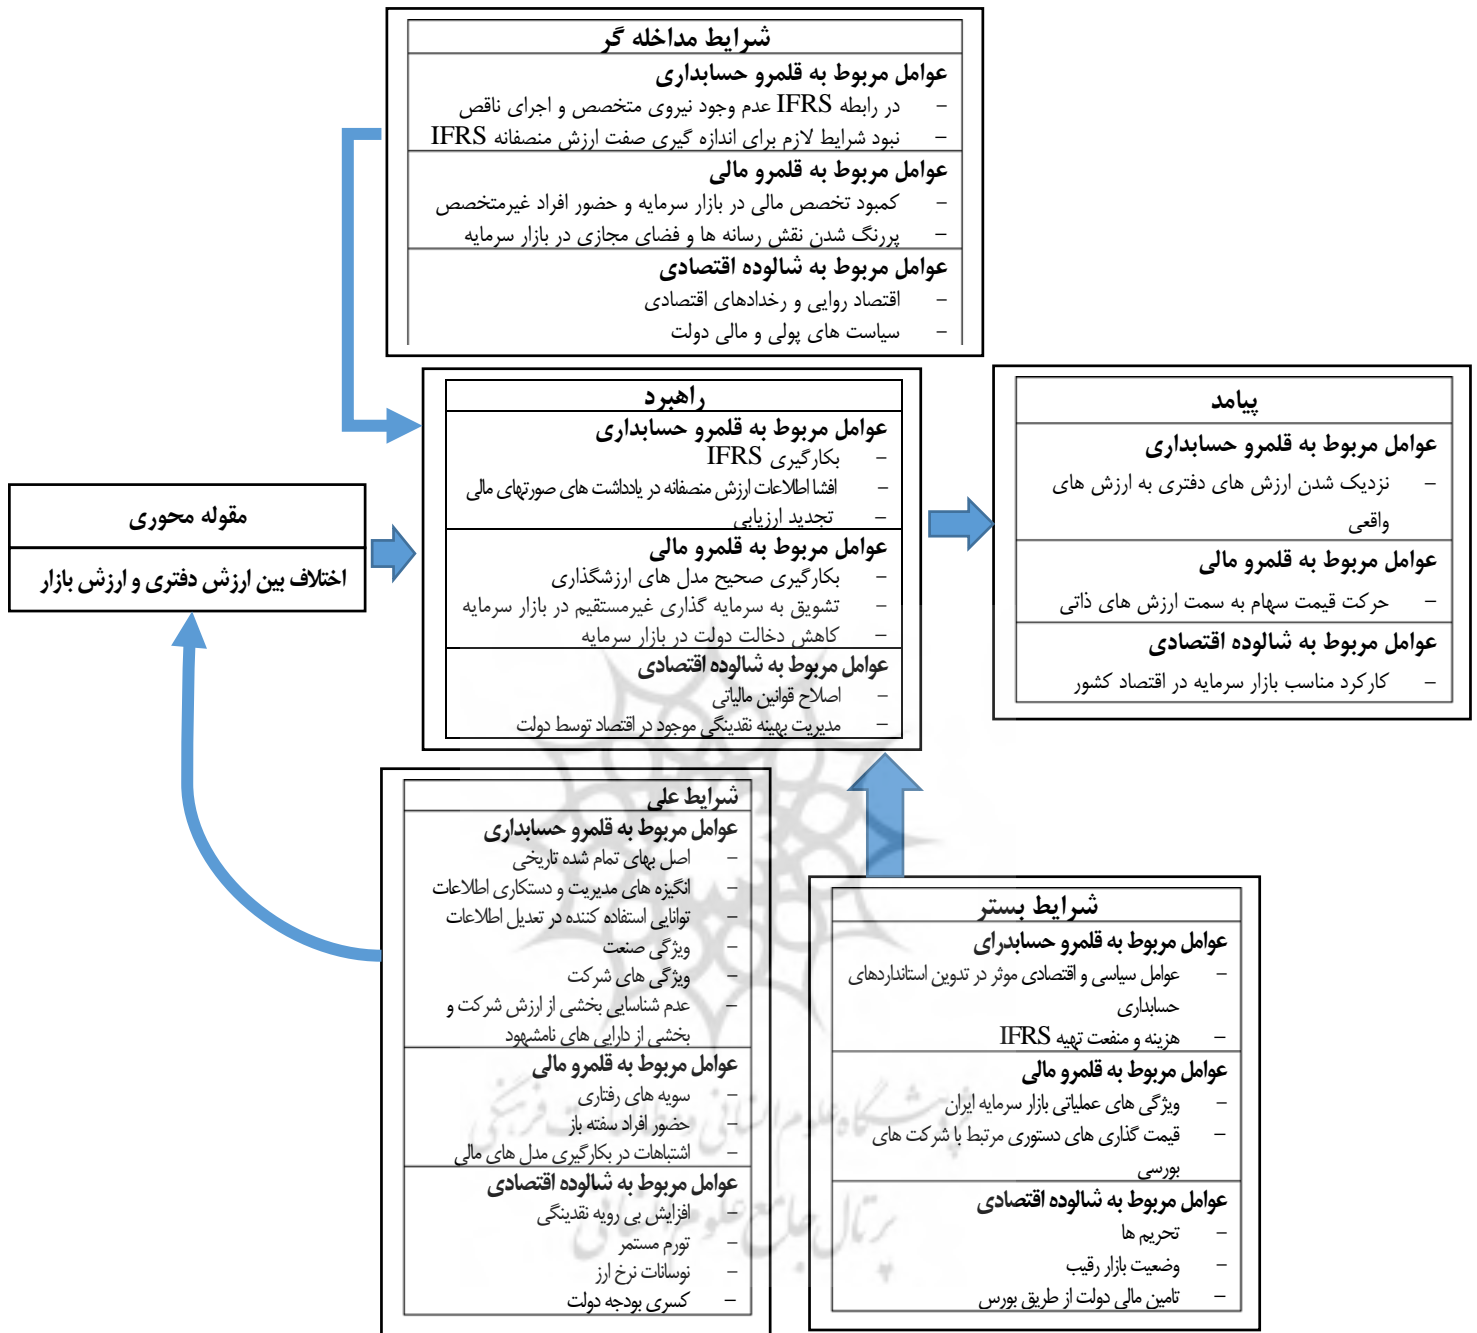 شرایط مداخله گر
عوامل مربوط به قلمرو حسابداری
– در رابطه IFRS عدم وجود نیروی متخصص و اجرای ناقص
– نبود شرایط لازم برای اندازه گیری صفت ارزش منصفانه IFRS
عوامل مربوط به قلمرو مالی
– کمبود تخصص مالی در بازار سرمایه و حضور افراد غیرمتخصص
– پررنگ شدن نقش رسانه ها و فضای مجازی در بازار سرمایه
عوامل مربوط به شالوده اقتصادی
– اقتصاد روایی و رخدادهای اقتصادی
– سیاست های پولی و مالی دولت
راهبرد
عوامل مربوط به قلمرو حسابداری
– بکارگیری IFRS
– افشا اطلاعات ارزش منصفانه در یادداشت های صورتهای مالی
– تجدید ارزیابی
عوامل مربوط به قلمرو مالی
– بکارگیری صحیح مدل های ارزشگذاری
– تشویق به سرمایه گذاری غیرمستقیم در بازار سرمایه
– کاهش دخالت دولت در بازار سرمایه
عوامل مربوط به شالوده اقتصادی
– اصلاح قوانین مالیاتی
– مدیریت بهینه نقدینگی موجود در اقتصاد توسط دولت
پیامد
عوامل مربوط به قلمرو حسابداری
– نزدیک شدن ارزش های دفتری به ارزش های
واقعی
عوامل مربوط به قلمرو مالی
– حرکت قیمت سهام به سمت ارزش های ذاتی
عوامل مربوط به شالوده اقتصادی
– کارکرد مناسب بازار سرمایه در اقتصاد کشور
مقوله محوری
اختلاف بین ارزش دفتری و ارزش بازار
شرایط علی
عوامل مربوط به قلمرو حسابداری
– اصل بهای تمام شده تاریخی
– انگیزه های مدیریت و دستکاری اطلاعات
– توانایی استفاده کننده در تعدیل اطلاعات
– ویژگی صنعت
– ویژگی های شرکت
– عدم شناسایی بخشی از ارزش شرکت و
بخشی از دارایی های نامشهود
عوامل مربوط به قلمرو مالی
– سویه های رفتاری
– حضور افراد سفته باز
– اشتباهات در بکارگیری مدل های مالی
عوامل مربوط به شالوده اقتصادی
– افزایش بی رویه نقدینگی
– تورم مستمر
– نوسانات نرخ ارز
– کسری بودجه دولت
شرایط بستر
عوامل مربوط به قلمرو حسابدرای
– عوامل سیاسی و اقتصادی موثر در تدوین استانداردهای
حسابداری
– هزینه و منفعت تهیه IFRS
عوامل مربوط به قلمرو مالی
– ویژگی های عملیاتی بازار سرمایه ایران
– قیمت گذاری های دستوری مرتبط با شرکت های
بورسی
عوامل مربوط به شالوده اقتصادی
– تحریم ها
– وضعیت بازار رقیب
– تامین مالی دولت از طریق بورس
پژوهشگاه علوم انسانی و مطالعات فرهنگی
پرتال جامع علوم انسانی